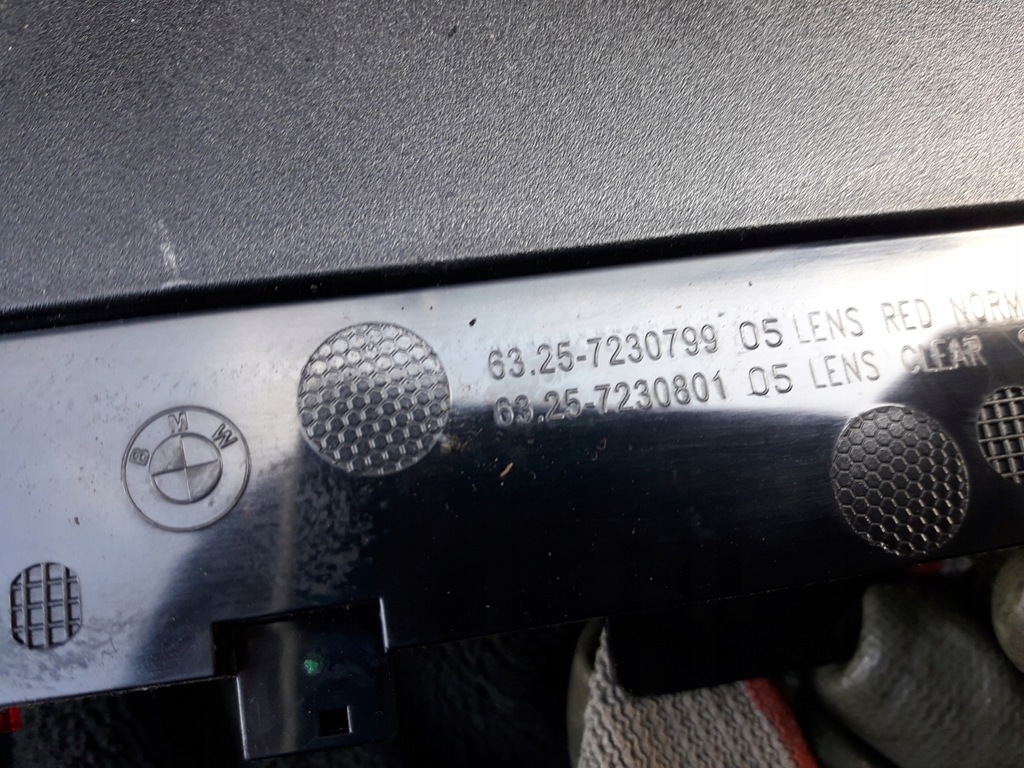 63.25-7230799 05 LENS RED NORM
63.25-7230801 05 LENS CLEAR
BMW